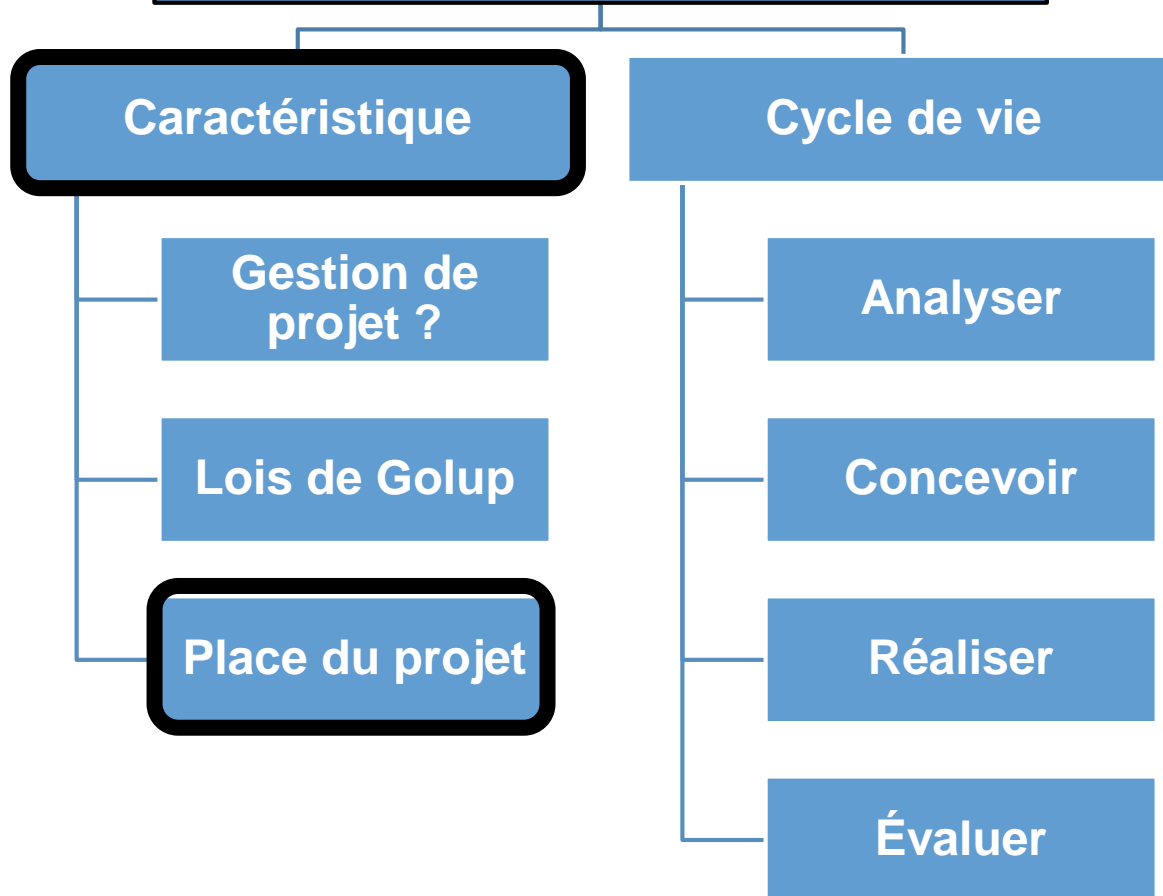 Caractéristique
Gestion de
projet ?
Lois de Golup
Place du projet
Cycle de vie
Analyser
Concevoir
Réaliser
Évaluer